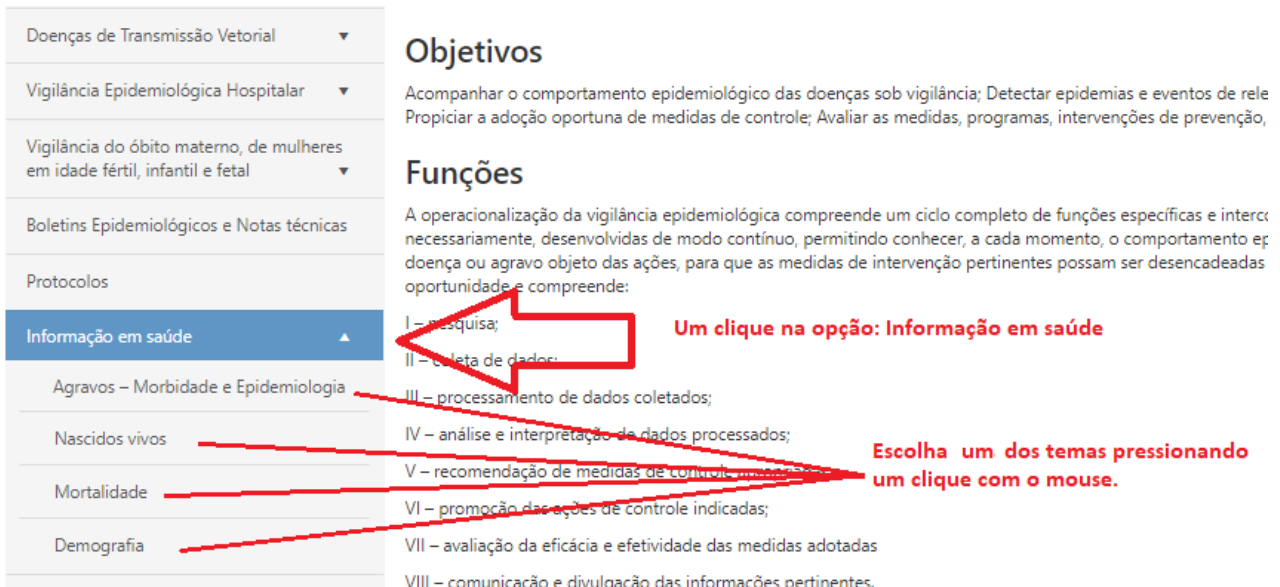 Doenças de Transmissão Vetorial
Vigilância Epidemiológica Hospitalar
Vigilância do óbito materno, de mulheres
em idade fértil, infantil e fetal
Boletins Epidemiológicos e Notas técnicas
Protocolos
Informação em saúde
Agravos – Morbidade e Epidemiologia
Nascidos vivos
Mortalidade
Demografia
Objetivos
Acompanhar o comportamento epidemiológico das doenças sob vigilância; Detectar epidemias e eventos de
Propiciar a adoção oportuna de medidas de controle; Avaliar as medidas, programas, intervenções de prevenção,
Funções
A operacionalização da vigilância epidemiológica compreende um ciclo completo de funções específicas e
necessariamente, desenvolvidas de modo contínuo, permitindo conhecer, a cada momento, o comportamento
doença ou agravo objeto das ações, para que as medidas de intervenção pertinentes possam ser desencadeadas
oportunidade e compreende:
I – pesquisa;
II – coleta de dados;
III – processamento de dados coletados;
IV – análise e interpretação de dados processados;
V – recomendação de medidas de controle
VI – promoção das ações de controle indicadas;
VII – avaliação da eficácia e efetividade das medidas adotadas
VIII – comunicação e divulgação das informações pertinentes.
Um clique na opção: Informação em saúde
Escolha um dos temas pressionando
um clique com o mouse.